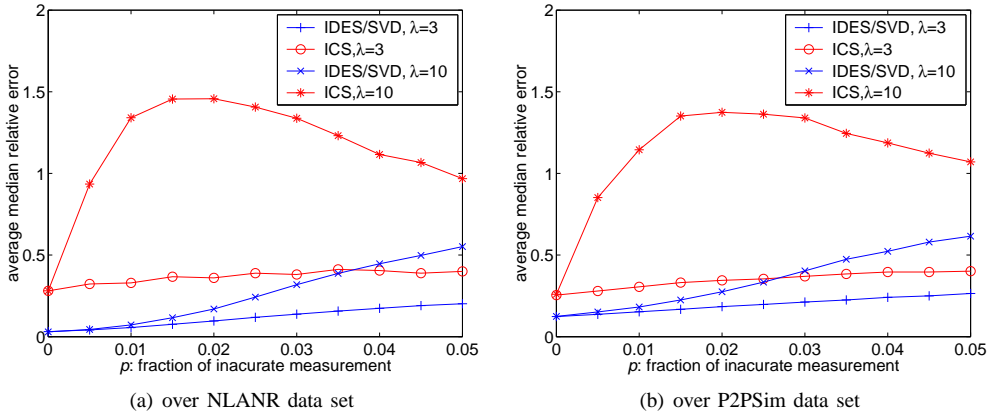 2
1.5
1
0.5
0
average median relative error
IDES/SVD, λ=3
ICS,λ=3
IDES/SVD, λ=10
ICS,λ=10
0 0.01 0.02 0.03 0.04 0.05
p: fraction of inacurate measurement
(a) over NLANR data set
2
1.5
1
0.5
0
average median relative error
IDES/SVD, λ=3
ICS,λ=3
IDES/SVD, λ=10
ICS,λ=10
0 0.01 0.02 0.03 0.04 0.05
p: fraction of inacurate measurement
(b) over P2PSim data set